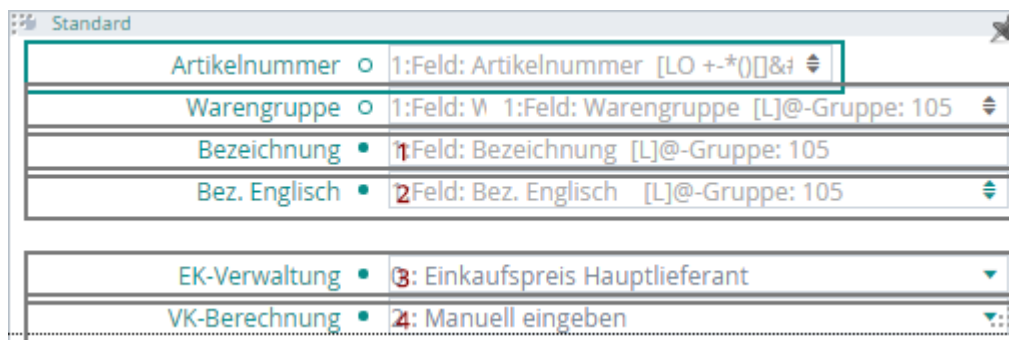 Standard
Artikelnummer 1:Feld: Artikelnummer [LO +-*()[]&
Warengruppe 1:Feld: W 1:Feld: Warengruppe [L]@-Gruppe: 105
Bezeichnung 1:Feld: Bezeichnung [L]@-Gruppe: 105
Bez. Englisch 2:Feld: Bez. Englisch [L]@-Gruppe: 105
EK-Verwaltung 3: Einkaufspreis Hauptlieferant
VK-Berechnung 4: Manuell eingeben